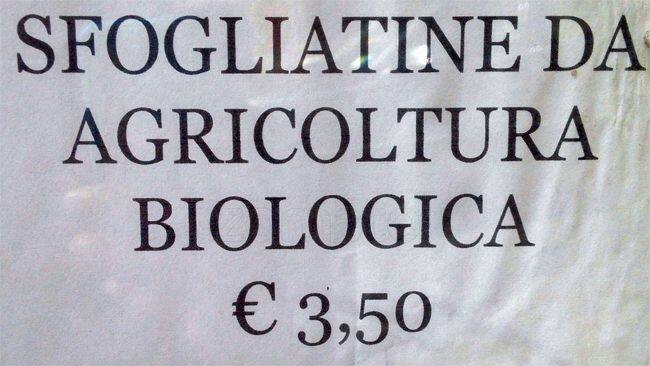 SFOGLIATINE DA
AGRICOLTURA
BIOLOGICA
€ 3,50